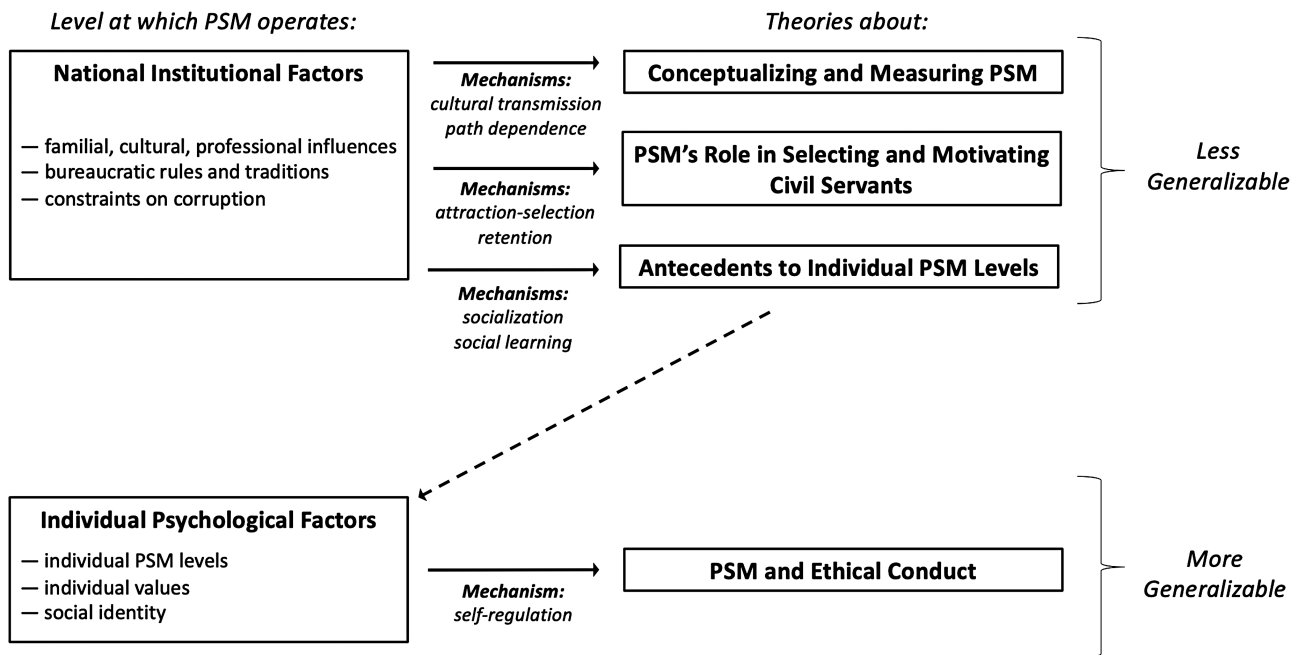 Level at which PSM operates:
Theories about:
National Institutional Factors
— familial, cultural, professional influences
— bureaucratic rules and traditions
— constraints on corruption
Mechanisms:
cultural transmission
path dependence
Conceptualizing and Measuring PSM
Mechanisms:
attraction-selection
retention
PSM's Role in Selecting and Motivating
Civil Servants
Mechanisms:
socialization
social learning
Antecedents to Individual PSM Levels
Less
Generalizable
Individual Psychological Factors
— individual PSM levels
— individual values
— social identity
Mechanism:
self-regulation
PSM and Ethical Conduct
More
Generalizable